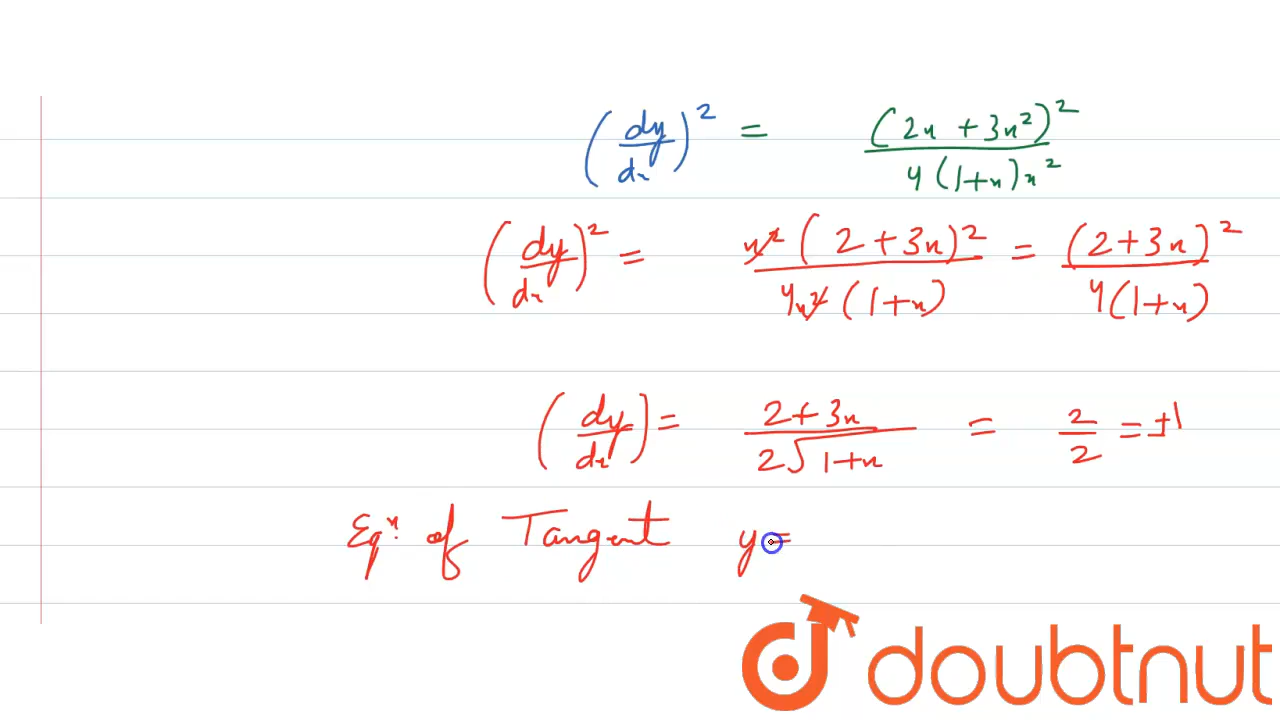 (dy/dx)² = (2x + 3x²)² / 4(1+x)x²
(dy/dx)² = x²(2+3x)² / 4x²(1+x) = (2+3x)² / 4(1+x)
(dy/dx) = 2+3x / 2√1+x = 2/2 = ±1
Eqⁿ. of Tangent y=
doubtnut